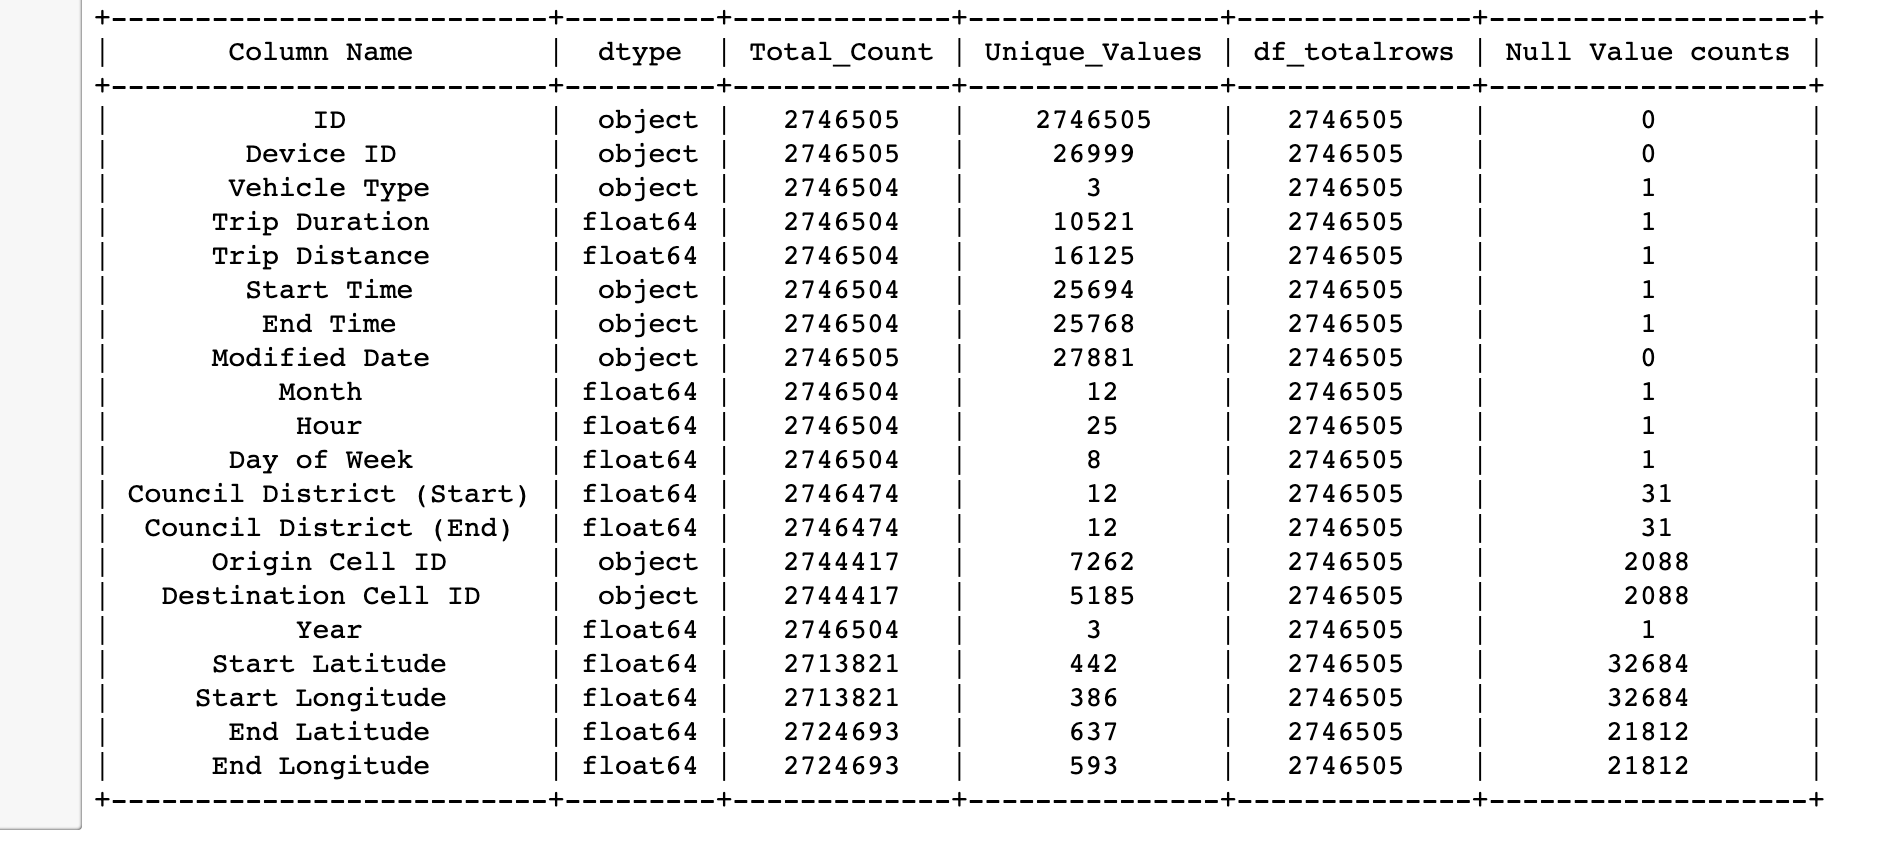 +--------------------------+---------+-------------+---------------+--------------+-------------------+
| Column Name | dtype | Total_Count | Unique_Values | df_totalrows | Null Value counts |
+--------------------------+---------+-------------+---------------+--------------+-------------------+
| ID | object | 2746505 | 2746505 | 2746505 | 0 |
| Device ID | object | 2746505 | 26999 | 2746505 | 0 |
| Vehicle Type | object | 2746504 | 3 | 2746505 | 1 |
| Trip Duration | float64 | 2746504 | 10521 | 2746505 | 1 |
| Trip Distance | float64 | 2746504 | 16125 | 2746505 | 1 |
| Start Time | object | 2746504 | 25694 | 2746505 | 1 |
| End Time | object | 2746504 | 25768 | 2746505 | 1 |
| Modified Date | object | 2746505 | 27881 | 2746505 | 0 |
| Month | float64 | 2746504 | 12 | 2746505 | 1 |
| Hour | float64 | 2746504 | 25 | 2746505 | 1 |
| Day of Week | float64 | 2746504 | 8 | 2746505 | 1 |
| Council District (Start) | float64 | 2746474 | 12 | 2746505 | 31 |
| Council District (End) | float64 | 2746474 | 12 | 2746505 | 31 |
| Origin Cell ID | object | 2744417 | 7262 | 2746505 | 2088 |
| Destination Cell ID | object | 2744417 | 5185 | 2746505 | 2088 |
| Year | float64 | 2746504 | 3 | 2746505 | 1 |
| Start Latitude | float64 | 2713821 | 442 | 2746505 | 32684 |
| Start Longitude | float64 | 2713821 | 386 | 2746505 | 32684 |
| End Latitude | float64 | 2724693 | 637 | 2746505 | 21812 |
| End Longitude | float64 | 2724693 | 593 | 2746505 | 21812 |
+--------------------------+---------+-------------+---------------+--------------+-------------------+